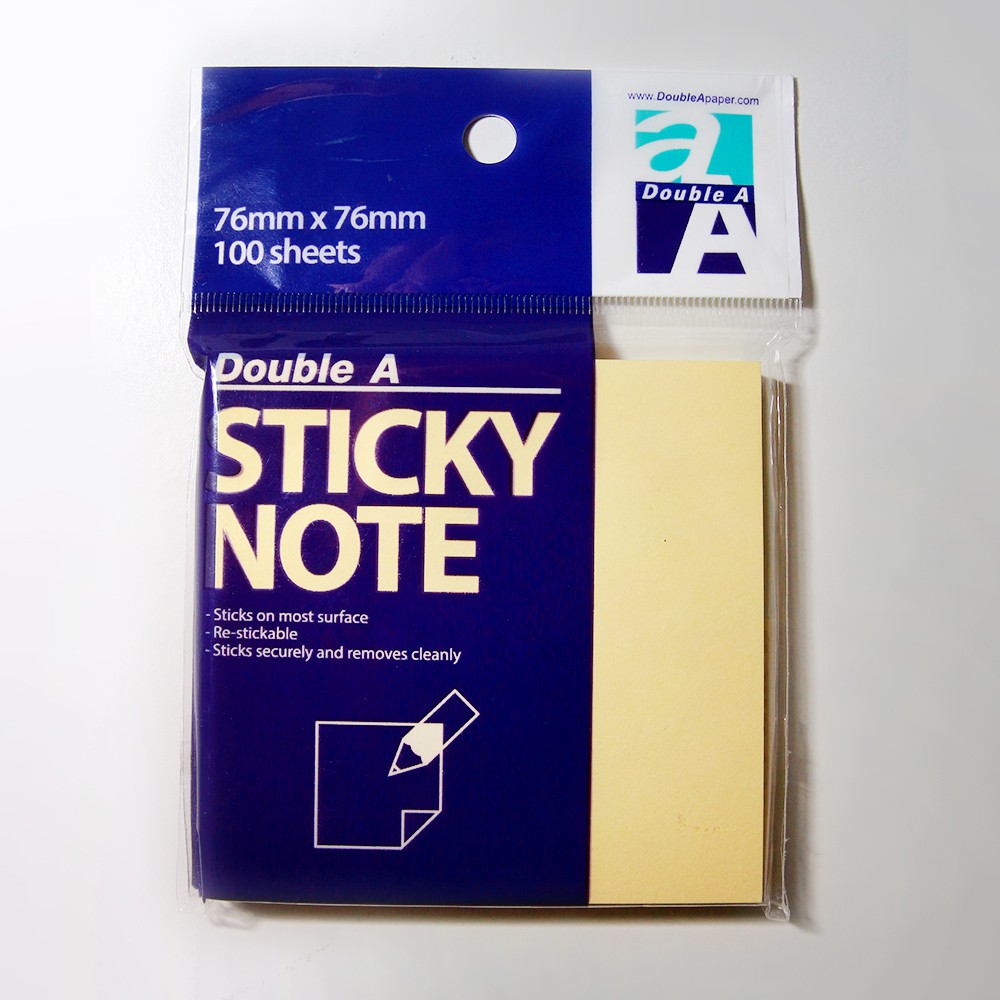 www.DoubleApaper.com
a
Double A
A
76mm x 76mm
100 sheets
Double A
STICKY
NOTE
- Sticks on most surface
- Re-stickable
- Sticks securely and removes cleanly